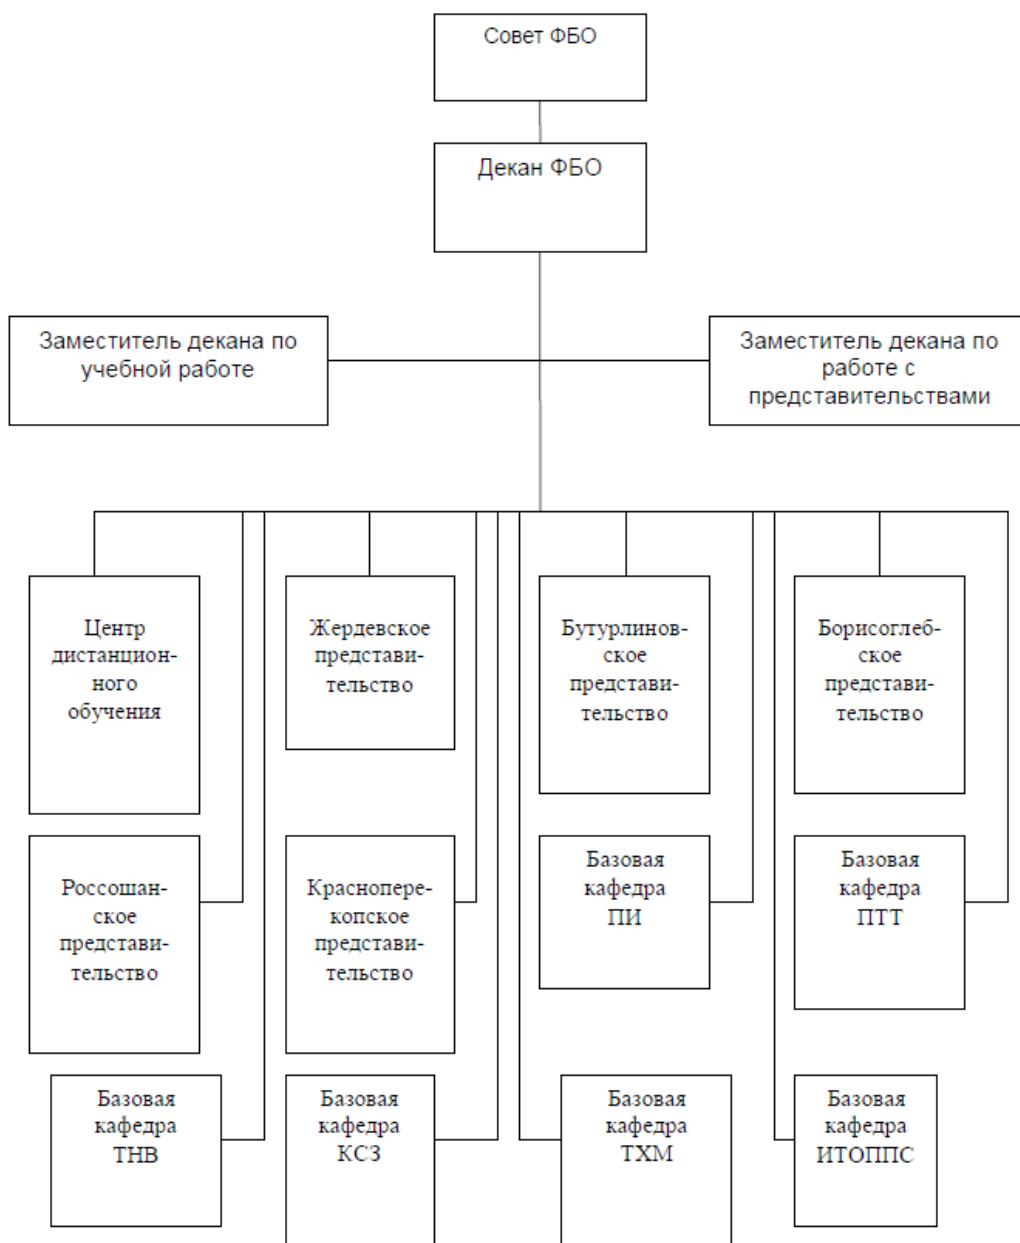 Совет ФБО
Декан ФБО
Заместитель декана по
учебной работе
Заместитель декана по
работе с
представительствами
Центр
дистанцион-
ного
обучения
Жердевское
представи-
тельство
Бутурлинов-
ское
представи-
тельство
Борисоглеб-
ское
представи-
тельство
Россошан-
ское
представи-
тельство
Красноперe-
копское
представи-
тельство
Базовая
кафедра
ПИ
Базовая
кафедра
ПТТ
Базовая
кафедра
ТНВ
Базовая
кафедра
КСЗ
Базовая
кафедра
ТХМ
Базовая
кафедра
ИТОППС